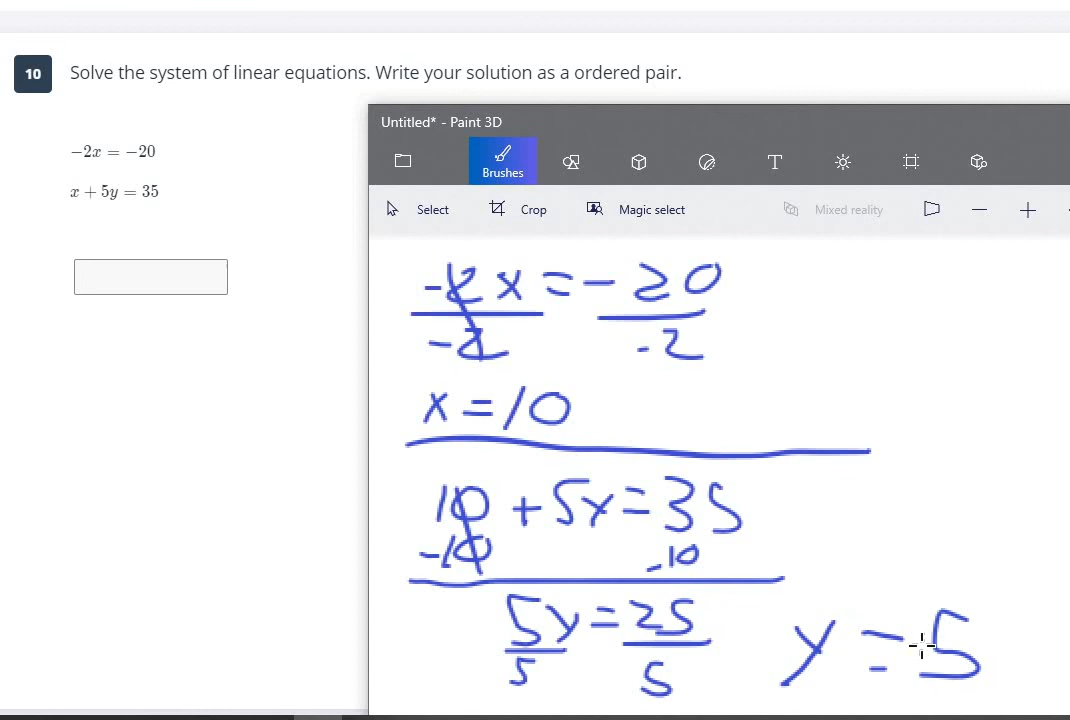 10 Solve the system of linear equations. Write your solution as a ordered pair.
−2x = −20
x + 5y = 35
Untitled* - Paint 3D
Brushes
Select Crop Magic select Mixed reality
-2x = -20
-2 -2
x = 10
10 + 5y = 35
-10 -10
5y = 25
5 5
y = 5